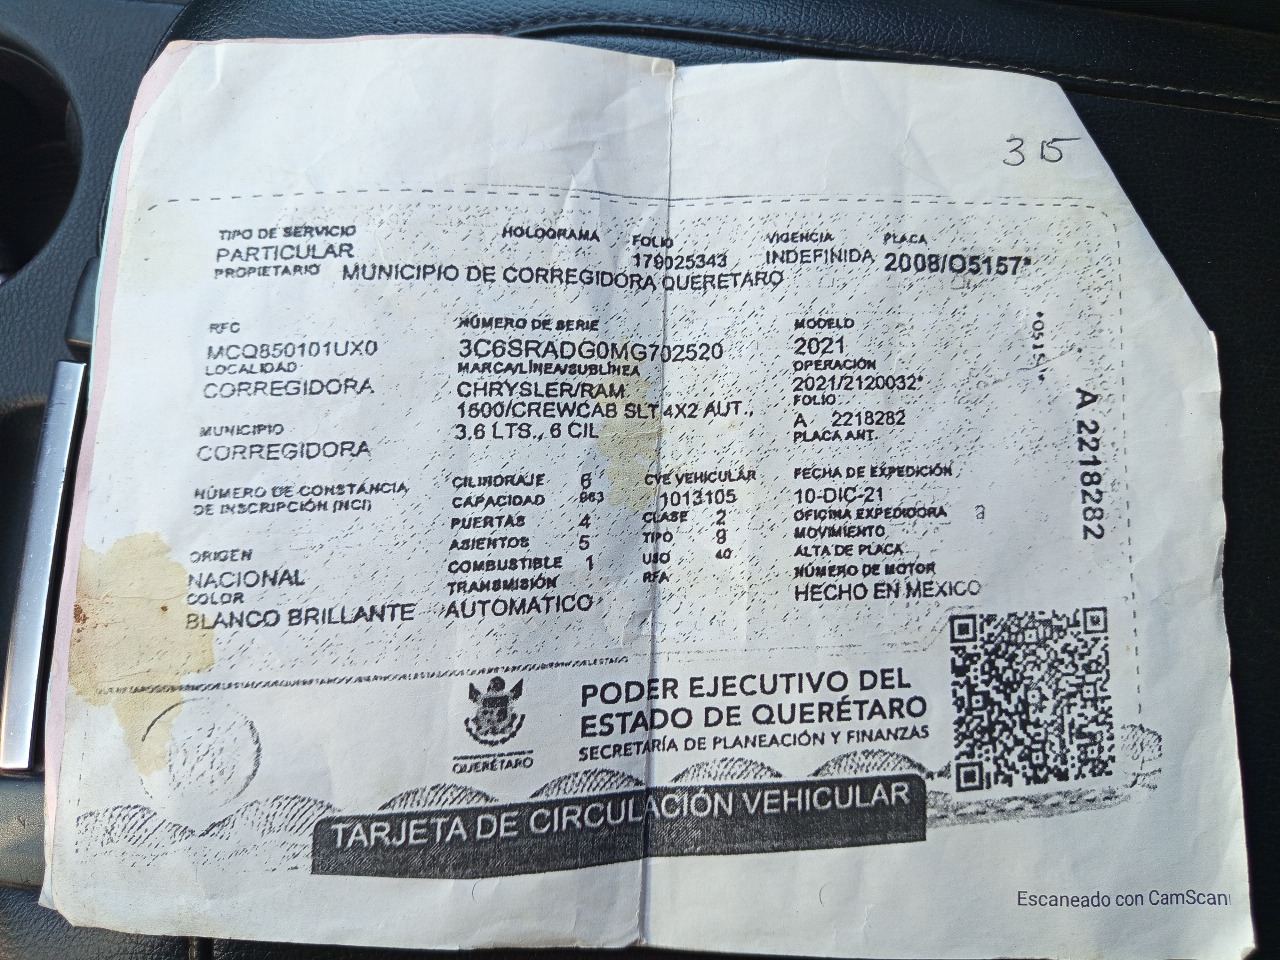 315
TIPO DE SERVICIO HOLOGRAMA FOLIO VIGENCIA PLACA
PARTICULAR 179025343 INDEFINIDA 2008/O5157*
PROPIETARIO MUNICIPIO DE CORREGIDORA QUERETARO
RFC NÚMERO DE SERIE MODELO
MCQ850101UX0 3C6SRADG0MG702520 2021
LOCALIDAD MARCA/LÍNEA/SUBLÍNEA OPERACIÓN
CORREGIDORA CHRYSLER/RAM 2021/2120032*
1500/CREWCAB SLT 4X2 AUT., FOLIO
MUNICIPIO 3.6 LTS., 6 CIL A 2218282
CORREGIDORA PLACA ANT.
NÚMERO DE CONSTANCIA CILINDRAJE 6 CVE VEHICULAR FECHA DE EXPEDICIÓN
DE INSCRIPCIÓN (NCI) CAPACIDAD 863 1013105 10-DIC-21
PUERTAS 4 CLASE 2 OFICINA EXPEDIDORA
ASIENTOS 5 TIPO 9 MOVIMIENTO
ORIGEN COMBUSTIBLE 1 USO 40 ALTA DE PLACA
NACIONAL TRANSMISIÓN RFA NÚMERO DE MOTOR
COLOR AUTOMATICO HECHO EN MEXICO
BLANCO BRILLANTE
A 2218282
QUERÉTARO
PODER EJECUTIVO DEL
ESTADO DE QUERÉTARO
SECRETARÍA DE PLANEACIÓN Y FINANZAS
TARJETA DE CIRCULACIÓN VEHICULAR
Escaneado con CamScan